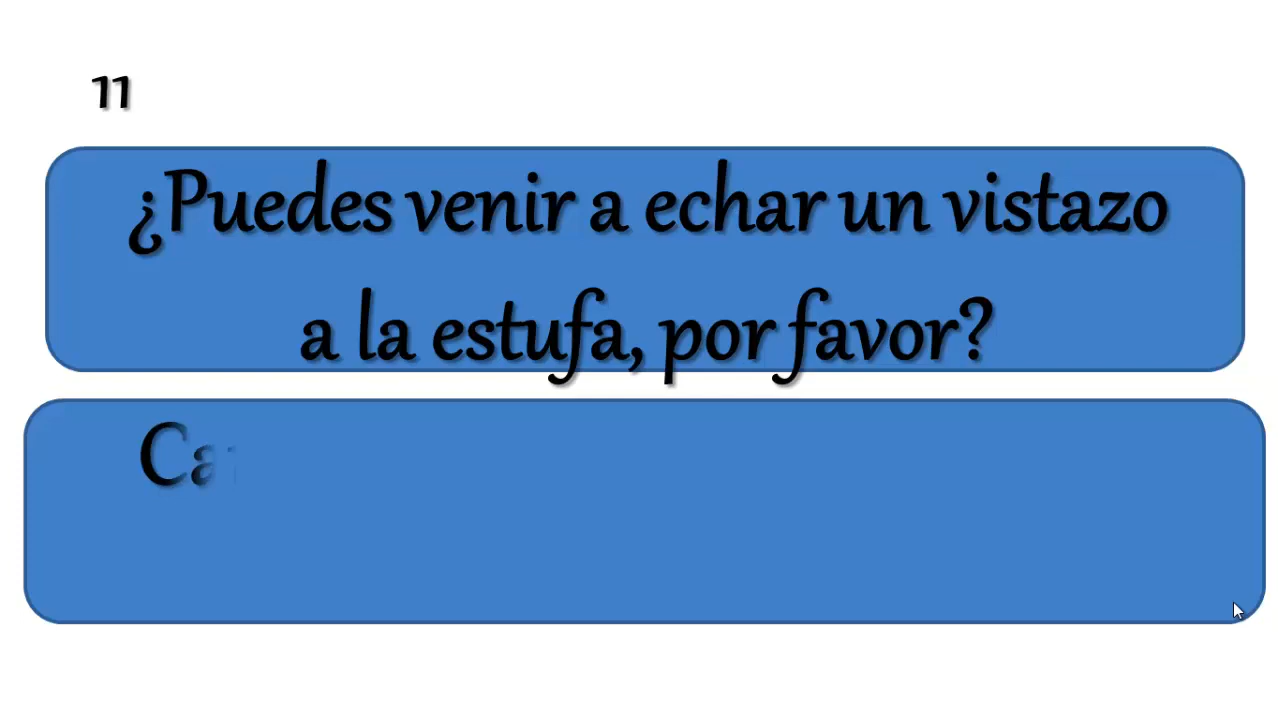 11
¿Puedes venir a echar un vistazo
a la estufa, por favor?